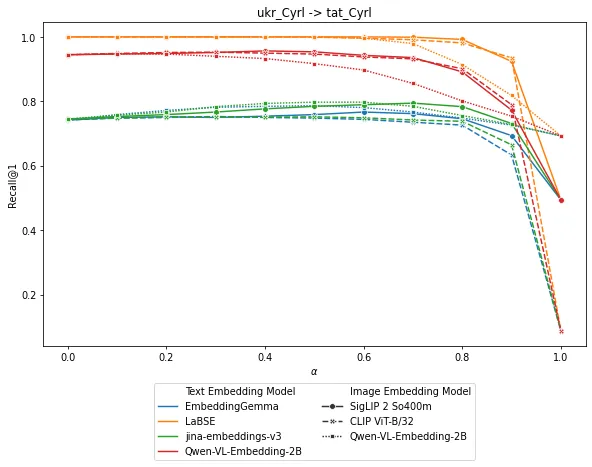 ukr_Cyrl -> tat_Cyrl
1.0
0.8
0.6
0.4
0.2
Recall@1
0.0 0.2 0.4 0.6 0.8 1.0
α
Text Embedding Model Image Embedding Model
EmbeddingGemma SigLIP 2 So400m
LaBSE CLIP ViT-B/32
jina-embeddings-v3 Qwen-VL-Embedding-2B
Qwen-VL-Embedding-2B